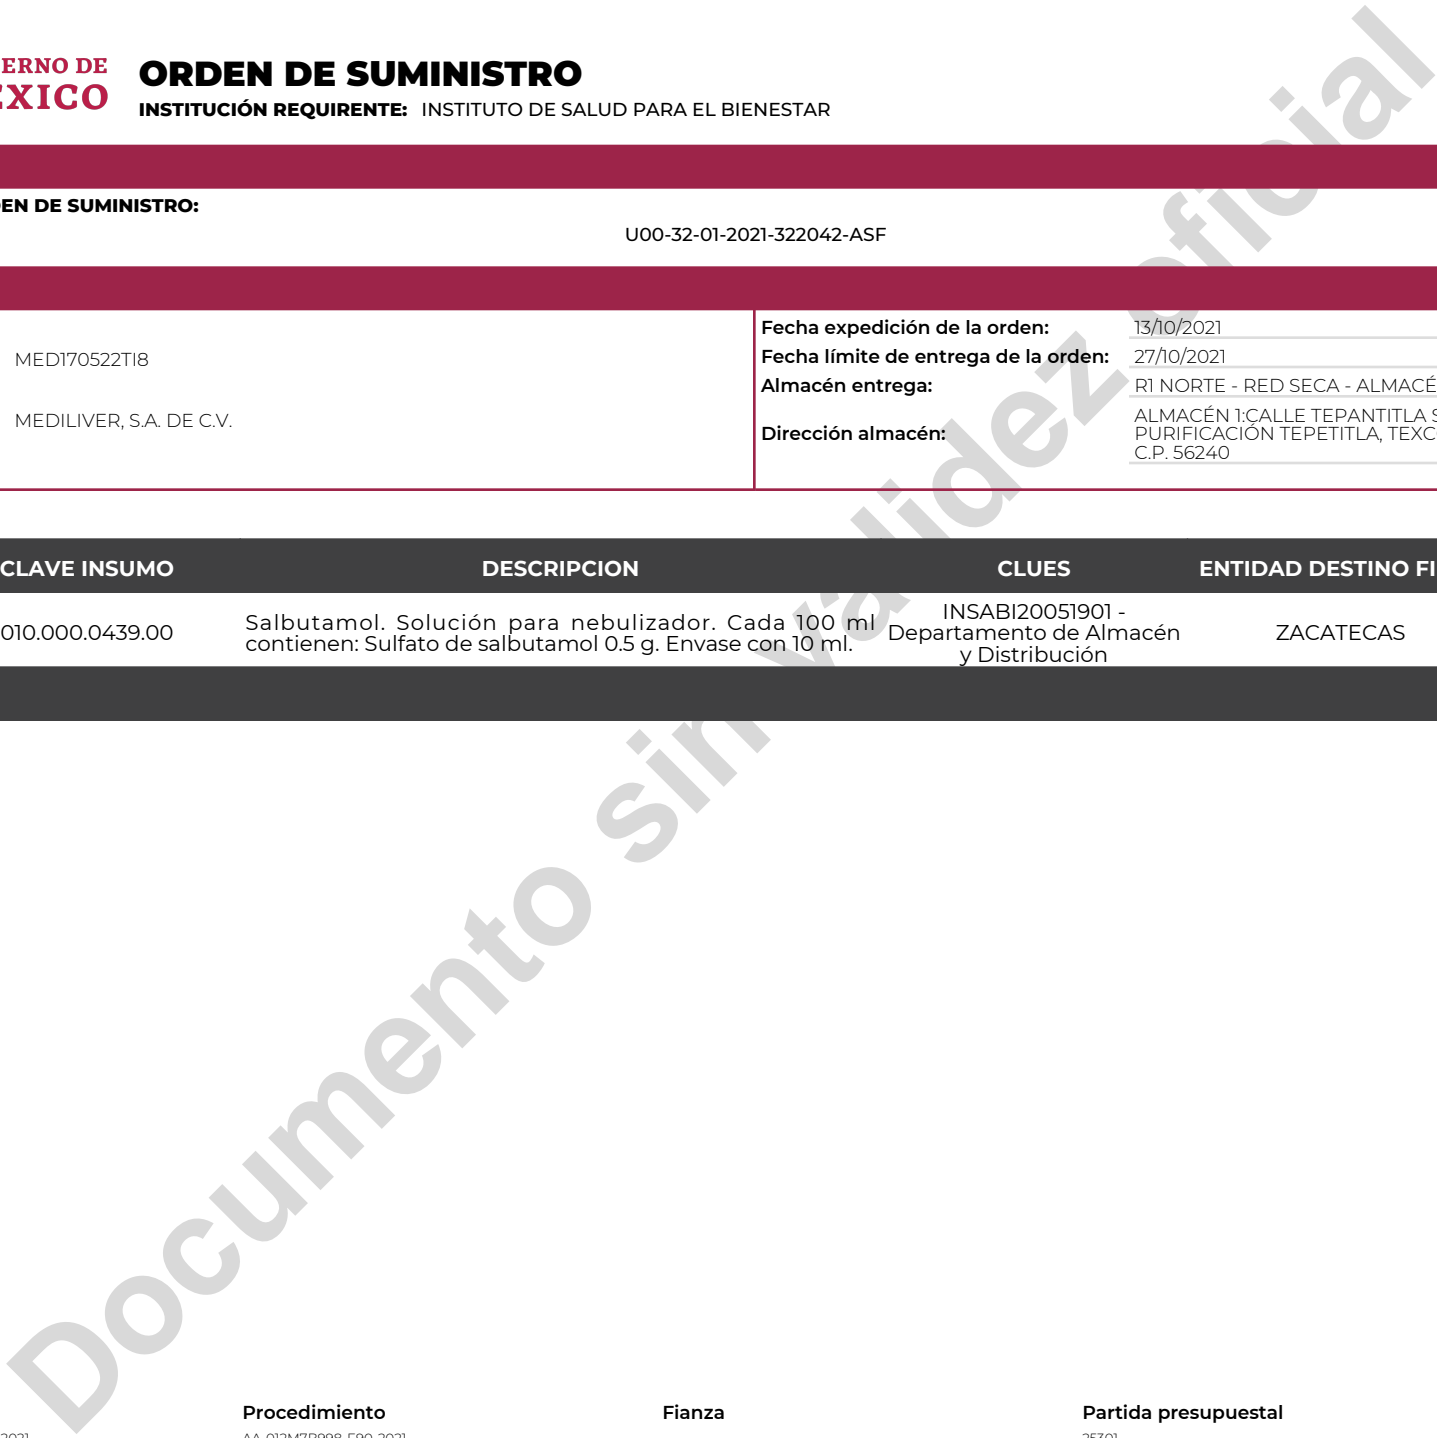 ERNO DE
EXICO
ORDEN DE SUMINISTRO
INSTITUCIÓN REQUIRENTE: INSTITUTO DE SALUD PARA EL BIENESTAR
EN DE SUMINISTRO:
U00-32-01-2021-322042-ASF
MED170522TI8
MEDILIVER, S.A. DE C.V.
Fecha expedición de la orden: 13/10/2021
Fecha límite de entrega de la orden: 27/10/2021
Almacén entrega: R1 NORTE - RED SECA - ALMACÉ
Dirección almacén: ALMACÉN 1:CALLE TEPANTITLA S
PURIFICACIÓN TEPETITLA, TEXC
C.P. 56240
CLAVE INSUMO DESCRIPCION CLUES ENTIDAD DESTINO FI
010.000.0439.00
Salbutamol. Solución para nebulizador. Cada 100 ml
contienen: Sulfato de salbutamol 0.5 g. Envase con 10 ml.
INSABI20051901 -
Departamento de Almacén
y Distribución
ZACATECAS
Documento sin validez oficial
Procedimiento Fianza Partida presupuestal